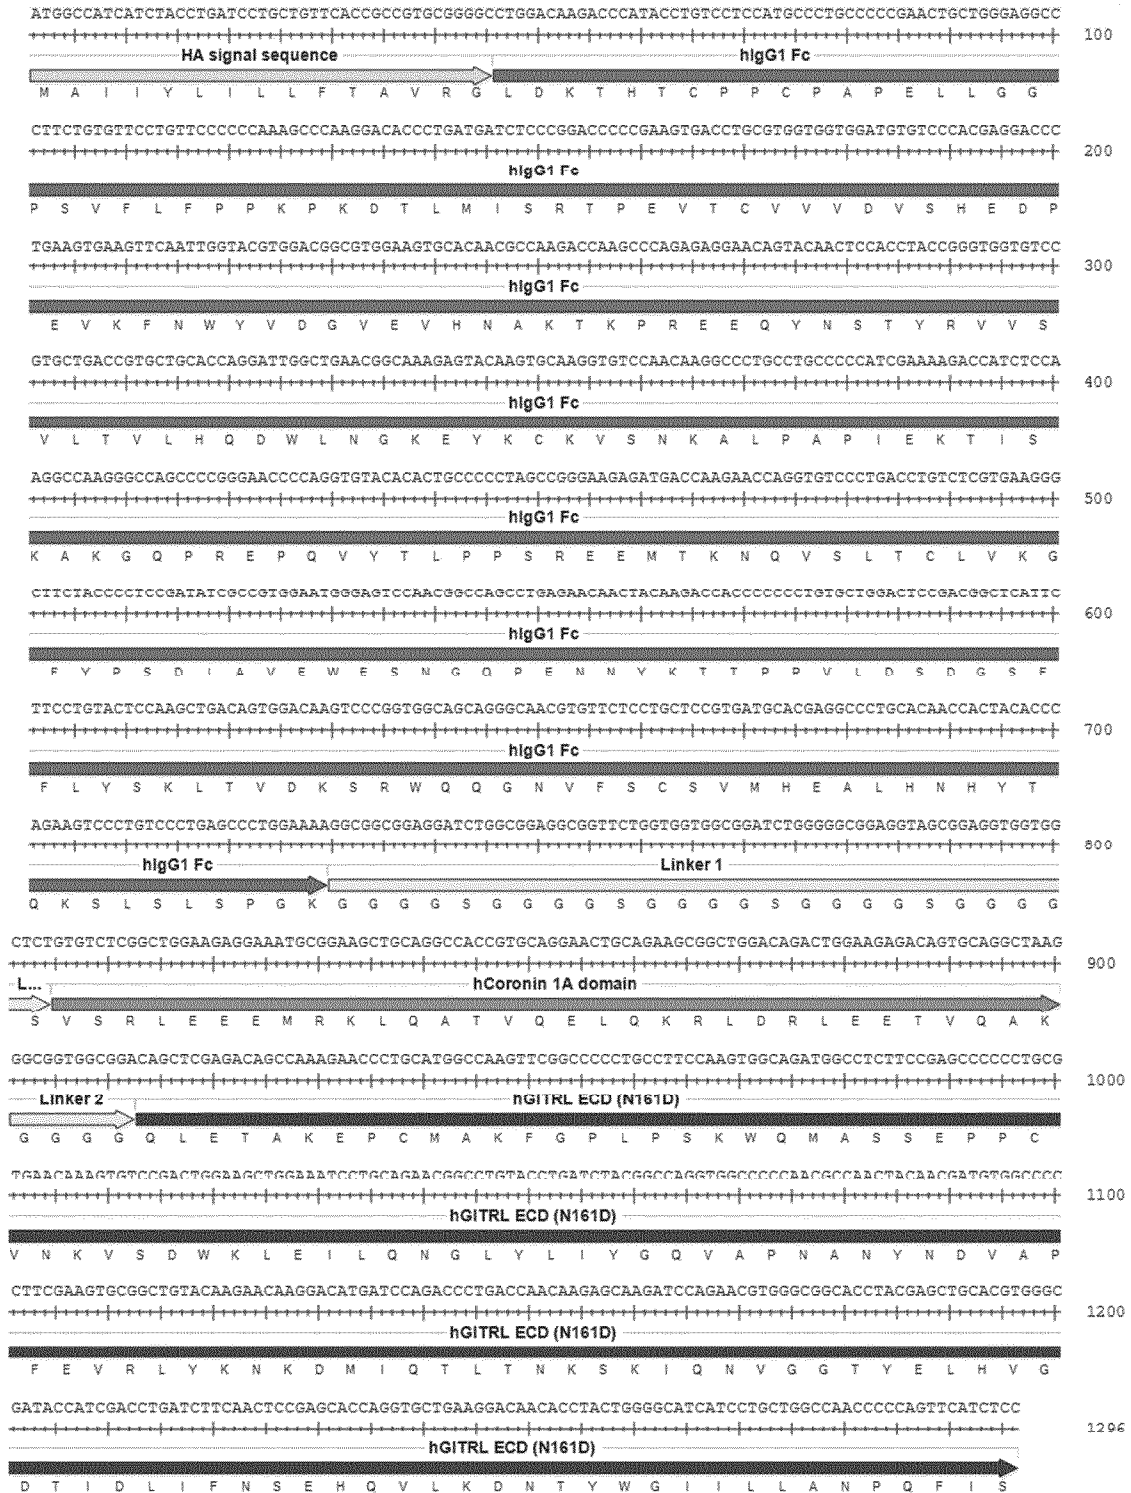 ATGGCCATCATCTACCTGATCCTGCTGTTCACCGCCGTGCGGGGCCTGGACAAGACCCATACCTGTCCTCCATGCCCTGCCCCCGAACTGCTGGGAGGCC
100
HA signal sequence hIgG1 Fc
M A I I Y L I L L F T A V R G L D K T H T C P P C P A P E L L G G
CTTCTGTGTTCCTGTTCCCCCCAAAGCCCAAGGACACCCTGATGATCTCCCGGACCCCCGAAGTGACCTGCGTGGTGGTGGATGTGTCCCACGAGGACCC
200
hIgG1 Fc
P S V F L F P P K P K D T L M I S R T P E V T C V V V D V S H E D P
TGAAGTGAAGTTCAATTGGTACGTGGACGGCGTGGAAGTGCACAACGCCAAGACCAAGCCCAGAGAGGAACAGTACAACTCCACCTACCGGGTGGTGTCC
300
hIgG1 Fc
E V K F N W Y V D G V E V H N A K T K P R E E Q Y N S T Y R V V S
GTGCTGACCGTGCTGCACCAGGATTGGCTGAACGGCAAAGAGTACAAGTGCAAGGTGTCCAACAAGGCCCTGCCTGCCCCCATCGAAAAGACCATCTCCA
400
hIgG1 Fc
V L T V L H Q D W L N G K E Y K C K V S N K A L P A P I E K T I S
AGGCCAAGGGCCAGCCCCGGGAACCCCAGGTGTACACACTGCCCCCTAGCCGGGAAGAGATGACCAAGAACCAGGTGTCCCTGACCTGTCTCGTGAAGGG
500
hIgG1 Fc
K A K G Q P R E P Q V Y T L P P S R E E M T K N Q V S L T C L V K G
CTTCTACCCCTCCGATATCGCCGTGGAATGGGAGTCCAACGGCCAGCCTGAGAACAACTACAAGACCACCCCCCCTGTGCTGGACTCCGACGGCTCATTC
600
hIgG1 Fc
F Y P S D I A V E W E S N G Q P E N N Y K T T P P V L D S D G S F
TTCCTGTACTCCAAGCTGACAGTGGACAAGTCCCGGTGGCAGCAGGGCAACGTGTTCTCCTGCTCCGTGATGCACGAGGCCCTGCACAACCACTACACCC
700
hIgG1 Fc
F L Y S K L T V D K S R W Q Q G N V F S C S V M H E A L H N H Y T
AGAAGTCCCTGTCCCTGAGCCCTGGAAAAGGCGGCGGAGGATCTGGCGGAGGCGGTTCTGGTGGTGGCGGATCTGGGGGCGGAGGTAGCGGAGGTGGTGG
800
hIgG1 Fc Linker 1
Q K S L S L S P G K G G G G S G G G G S G G G G S G G G G S G G G G
CTCTGTGTCTCGGCTGGAAGAGGAAATGCGGAAGCTGCAGGCCACCGTGCAGGAACTGCAGAAGCGGCTGGACAGACTGGAAGAGACAGTGCAGGCTAAG
900
L... hCoronin 1A domain
S V S R L E E E M R K L Q A T V Q E L Q K R L D R L E E T V Q A K
GGCGGTGGCGGACAGCTCGAGACAGCCAAAGAACCCTGCATGGCCAAGTTCGGCCCCCTGCCTTCCAAGTGGCAGATGGCCTCTTCCGAGCCCCCCTGCG
1000
Linker 2 hGITRL ECD (N161D)
G G G G Q L E T A K E P C M A K F G P L P S K W Q M A S S E P P C
TGAACAAAGTGTCCGACTGGAAGCTGGAAATCCTGCAGAACGGCCTGTACCTGATCTACGGCCAGGTGGCCCCCAACGCCAACTACAACGATGTGGCCCC
1100
hGITRL ECD (N161D)
V N K V S D W K L E I L Q N G L Y L I Y G Q V A P N A N Y N D V A P
CTTCGAAGTGCGGCTGTACAAGAACAAGGACATGATCCAGACCCTGACCAACAAGAGCAAGATCCAGAACGTGGGCGGCACCTACGAGCTGCACGTGGGC
1200
hGITRL ECD (N161D)
F E V R L Y K N K D M I Q T L T N K S K I Q N V G G T Y E L H V G
GATACCATCGACCTGATCTTCAACTCCGAGCACCAGGTGCTGAAGGACAACACCTACTGGGGCATCATCCTGCTGGCCAACCCCCAGTTCATCTCC
1296
hGITRL ECD (N161D)
D T I D L I F N S E H Q V L K D N T Y W G I I L L A N P Q F I S